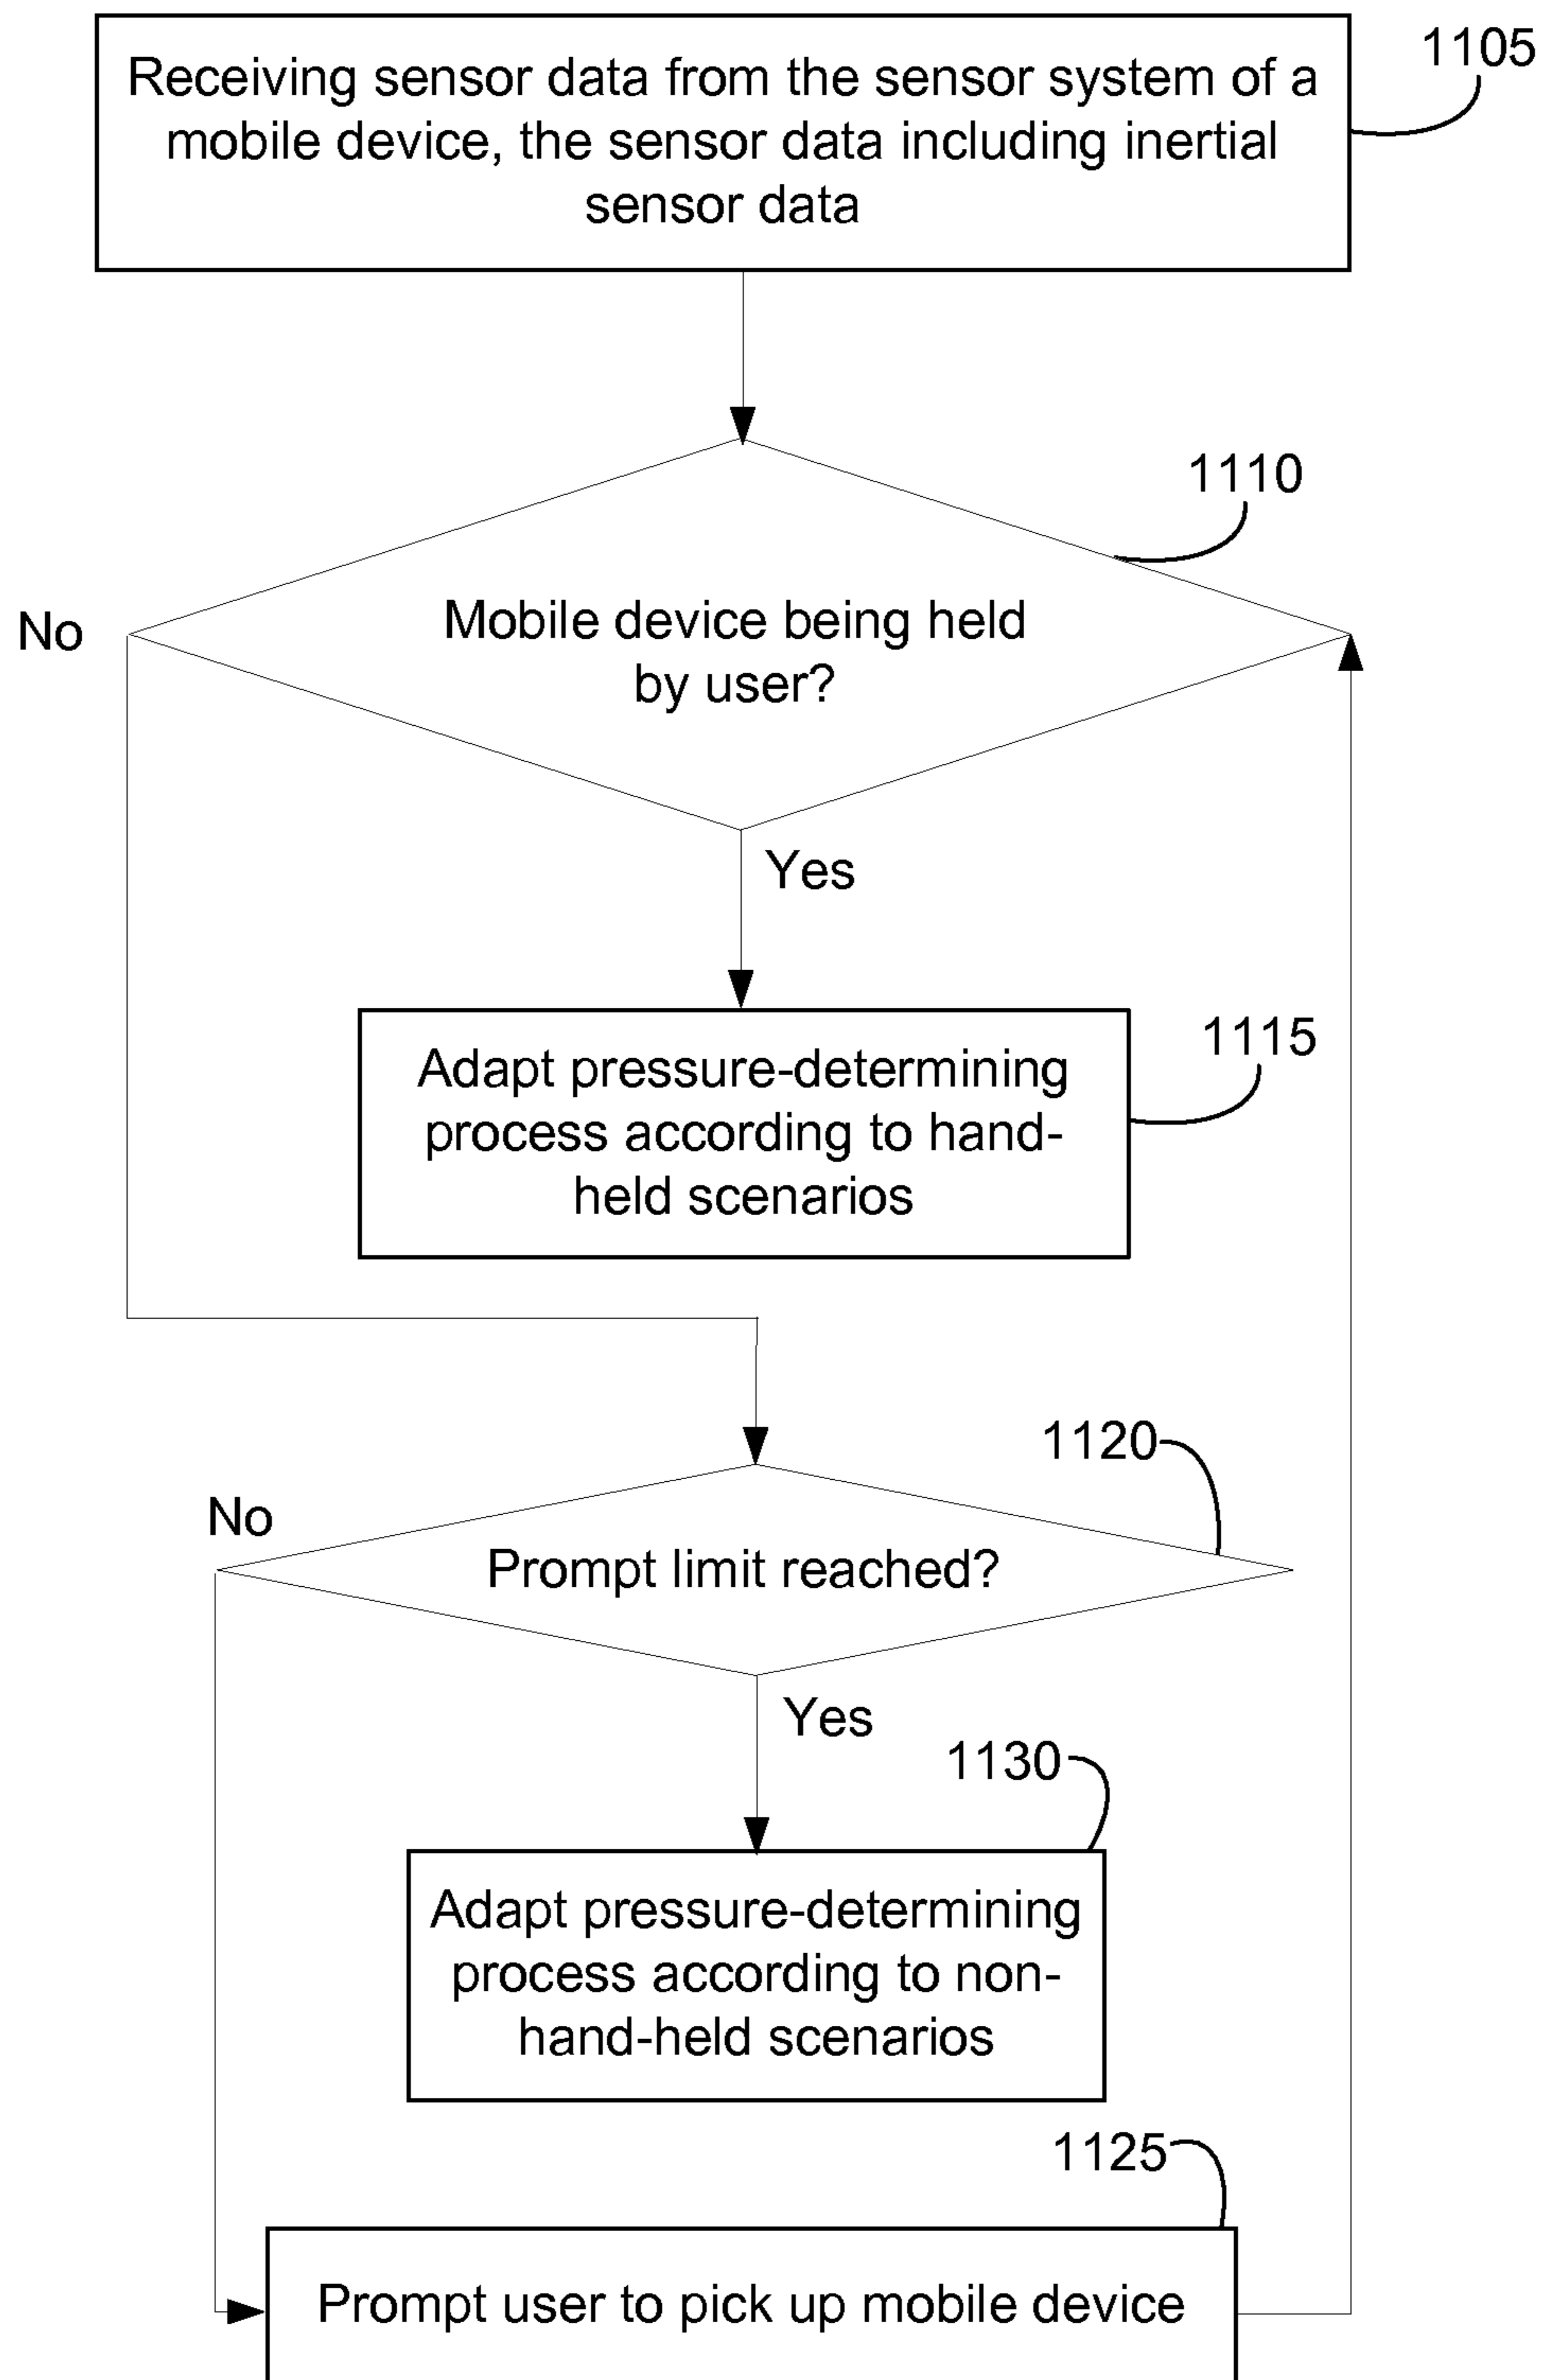 1105
Receiving sensor data from the sensor system of a
mobile device, the sensor data including inertial
sensor data
1110
No
Mobile device being held
by user?
Yes
1115
Adapt pressure-determining
process according to hand-
held scenarios
1120
No
Prompt limit reached?
Yes
1130
Adapt pressure-determining
process according to non-
hand-held scenarios
1125
Prompt user to pick up mobile device